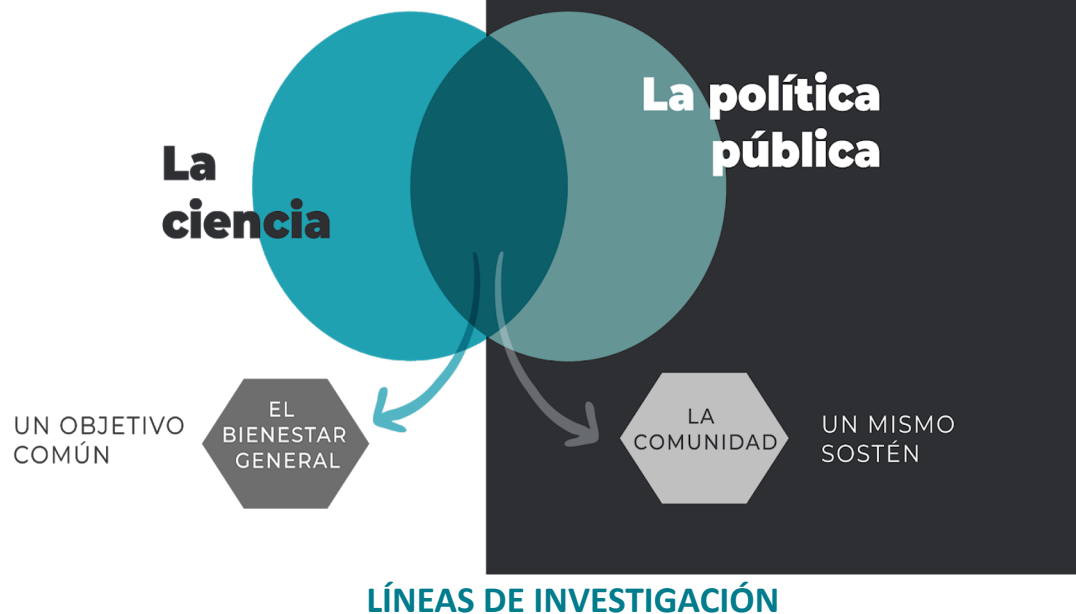 La
ciencia
La política
pública
UN OBJETIVO
COMÚN
EL
BIENESTAR
GENERAL
LA
COMUNIDAD
UN MISMO
SOSTÉN
LÍNEAS DE INVESTIGACIÓN